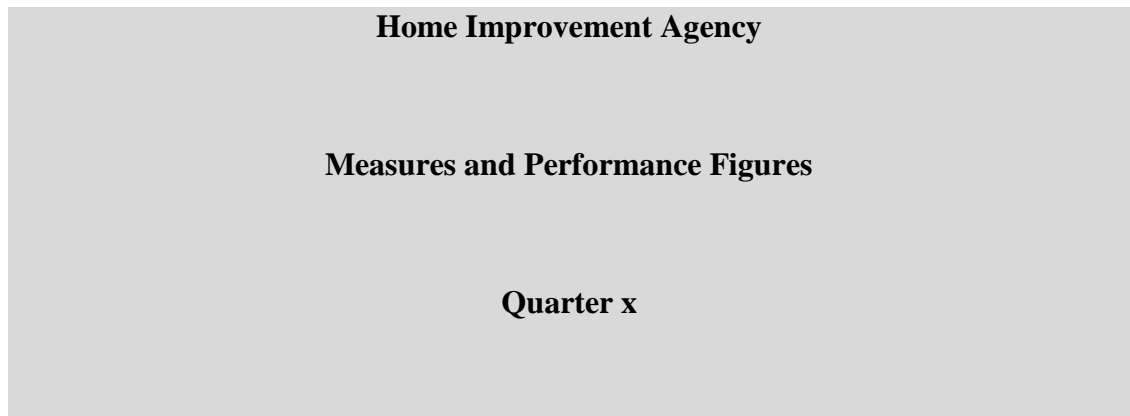 Home Improvement Agency
Measures and Performance Figures
Quarter x